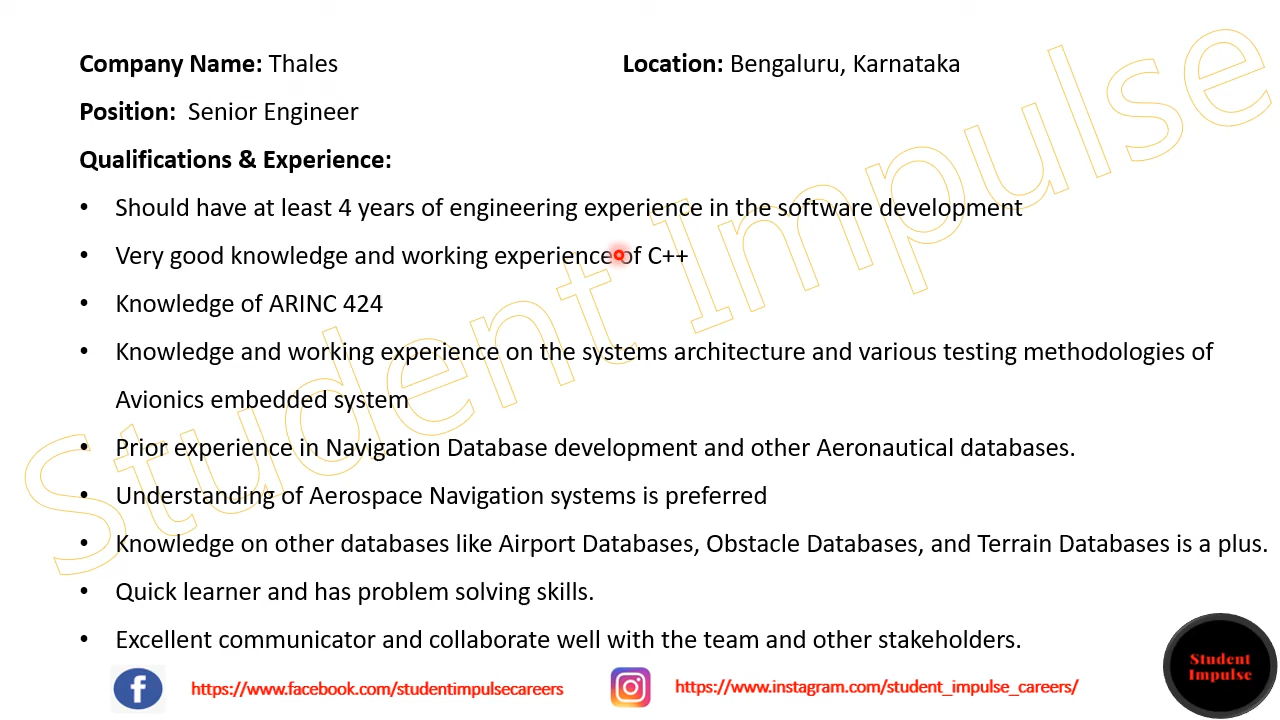 Company Name: Thales Location: Bengaluru, Karnataka
Position: Senior Engineer
Qualifications & Experience:
• Should have at least 4 years of engineering experience in the software development
• Very good knowledge and working experience of C++
• Knowledge of ARINC 424
• Knowledge and working experience on the systems architecture and various testing methodologies of
Avionics embedded system
• Prior experience in Navigation Database development and other Aeronautical databases.
• Understanding of Aerospace Navigation systems is preferred
• Knowledge on other databases like Airport Databases, Obstacle Databases, and Terrain Databases is a plus.
• Quick learner and has problem solving skills.
• Excellent communicator and collaborate well with the team and other stakeholders.
Student Impulse
https://www.facebook.com/studentimpulsecareers
https://www.instagram.com/student_impulse_careers/
Student
Impulse